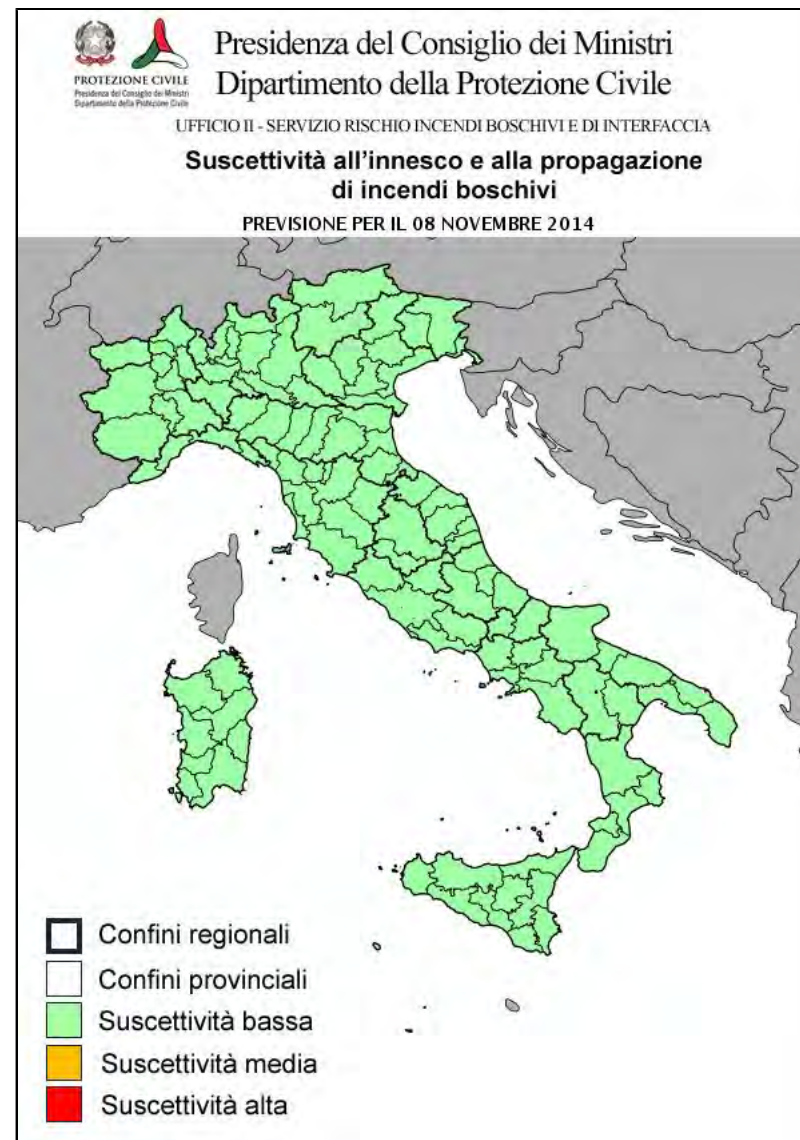 PROTEZIONE CIVILE
Presidenza del Consiglio dei Ministri
Dipartimento della Protezione Civile
Presidenza del Consiglio dei Ministri
Dipartimento della Protezione Civile
UFFICIO II - SERVIZIO RISCHIO INCENDI BOSCHIVI E DI INTERFACCIA
Suscettività all'innesco e alla propagazione
di incendi boschivi
PREVISIONE PER IL 08 NOVEMBRE 2014
Confini regionali
Confini provinciali
Suscettività bassa
Suscettività media
Suscettività alta